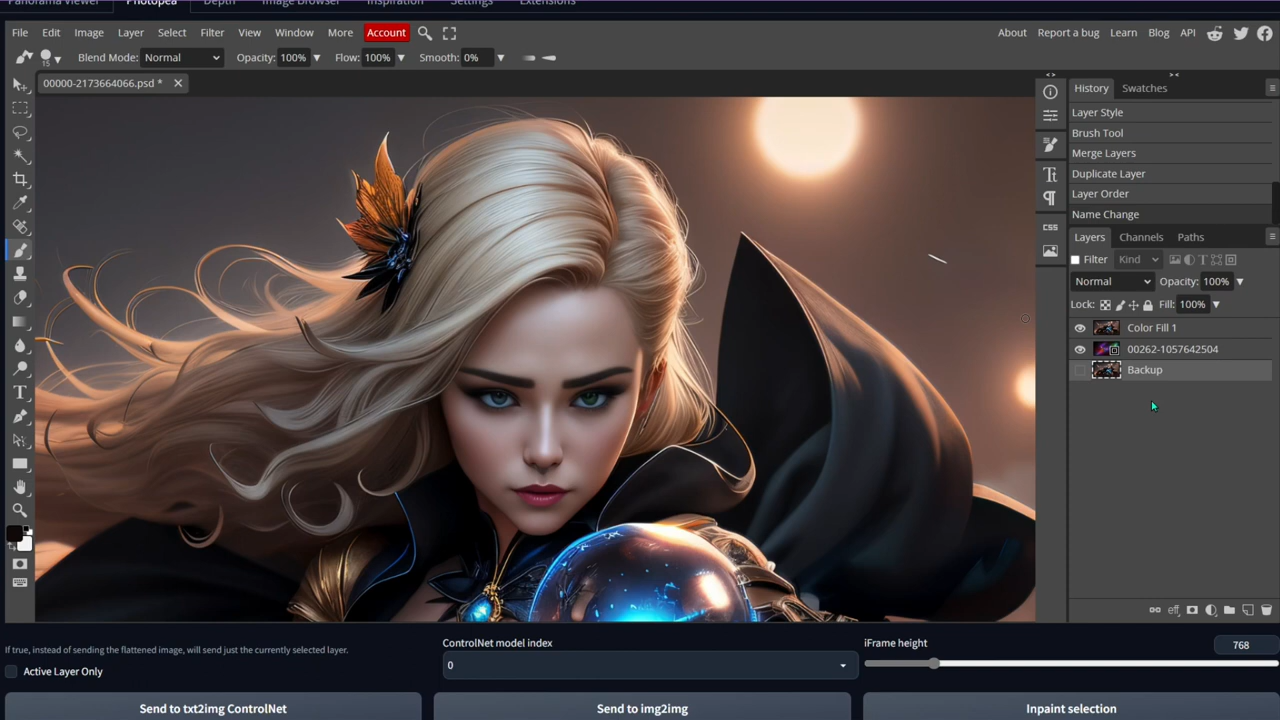 Panorama Viewer Photopea Depth Image Browser Inspiration Settings Extensions
File Edit Image Layer Select Filter View Window More Account About Report a bug Learn Blog API
15 Blend Mode: Normal Opacity: 100% Flow: 100% Smooth: 0%
00000-2173664066.psd *
History Swatches
Layer Style
Brush Tool
Merge Layers
Duplicate Layer
Layer Order
Name Change
CSS
Layers Channels Paths
Filter Kind
Normal Opacity: 100%
Lock: Fill: 100%
Color Fill 1
00262-1057642504
Backup
eff
If true, instead of sending the flattened image, will send just the currently selected layer.
Active Layer Only
ControlNet model index
0
iFrame height
768
Send to txt2img ControlNet
Send to img2img
Inpaint selection